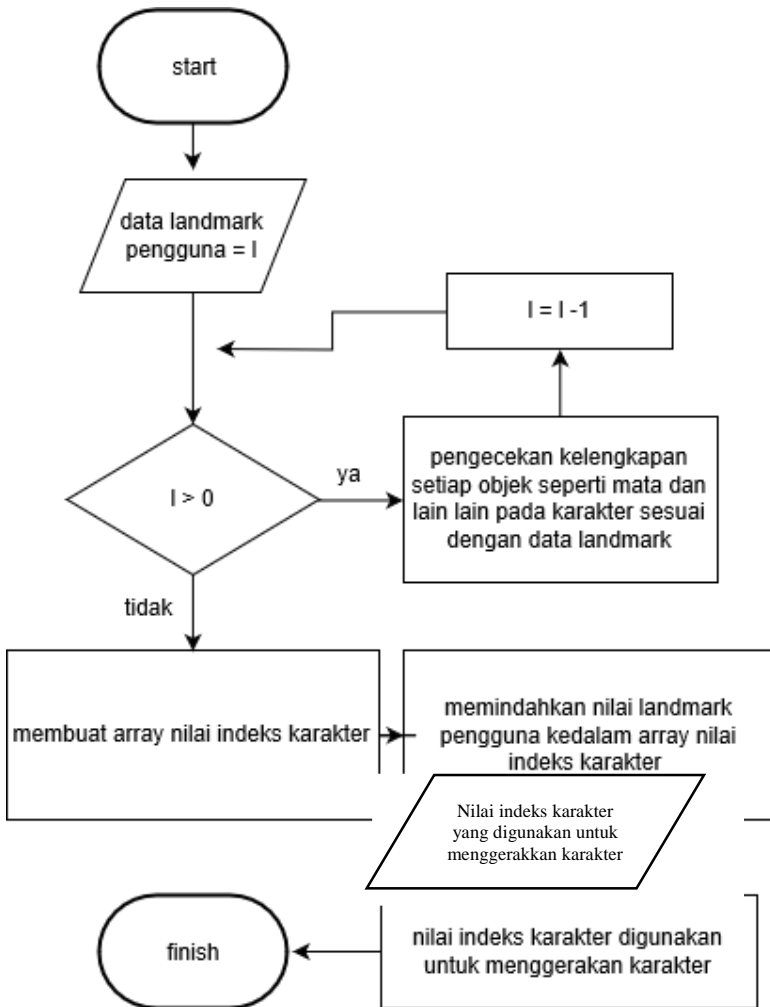 start
data landmark
pengguna = l
l = l -1
l > 0
ya
pengecekan kelengkapan
setiap objek seperti mata dan
lain lain pada karakter sesuai
dengan data landmark
tidak
membuat array nilai indeks karakter
memindahkan nilai landmark
pengguna kedalam array nilai
indeks karakter
Nilai indeks karakter
yang digunakan untuk
menggerakkan karakter
nilai indeks karakter digunakan
untuk menggerakan karakter
finish